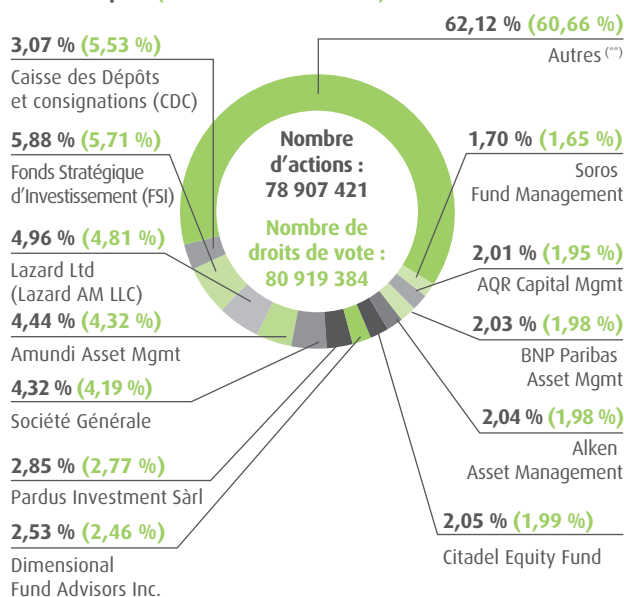 3,07 % (5,53 %)
Caisse des Dépôts
et consignations (CDC)
5,88 % (5,71 %)
Fonds Stratégique
d’Investissement (FSI)
4,96 % (4,81 %)
Lazard Ltd
(Lazard AM LLC)
4,44 % (4,32 %)
Amundi Asset Mgmt
4,32 % (4,19 %)
Société Générale
2,85 % (2,77 %)
Pardus Investment Sàrl
2,53 % (2,46 %)
Dimensional
Fund Advisors Inc.
Nombre
d’actions :
78 907 421
Nombre de
droits de vote :
80 919 384
62,12 % (60,66 %)
Autres (**)
1,70 % (1,65 %)
Soros
Fund Management
2,01 % (1,95 %)
AQR Capital Mgmt
2,03 % (1,98 %)
BNP Paribas
Asset Mgmt
2,04 % (1,98 %)
Alken
Asset Management
2,05 % (1,99 %)
Citadel Equity Fund